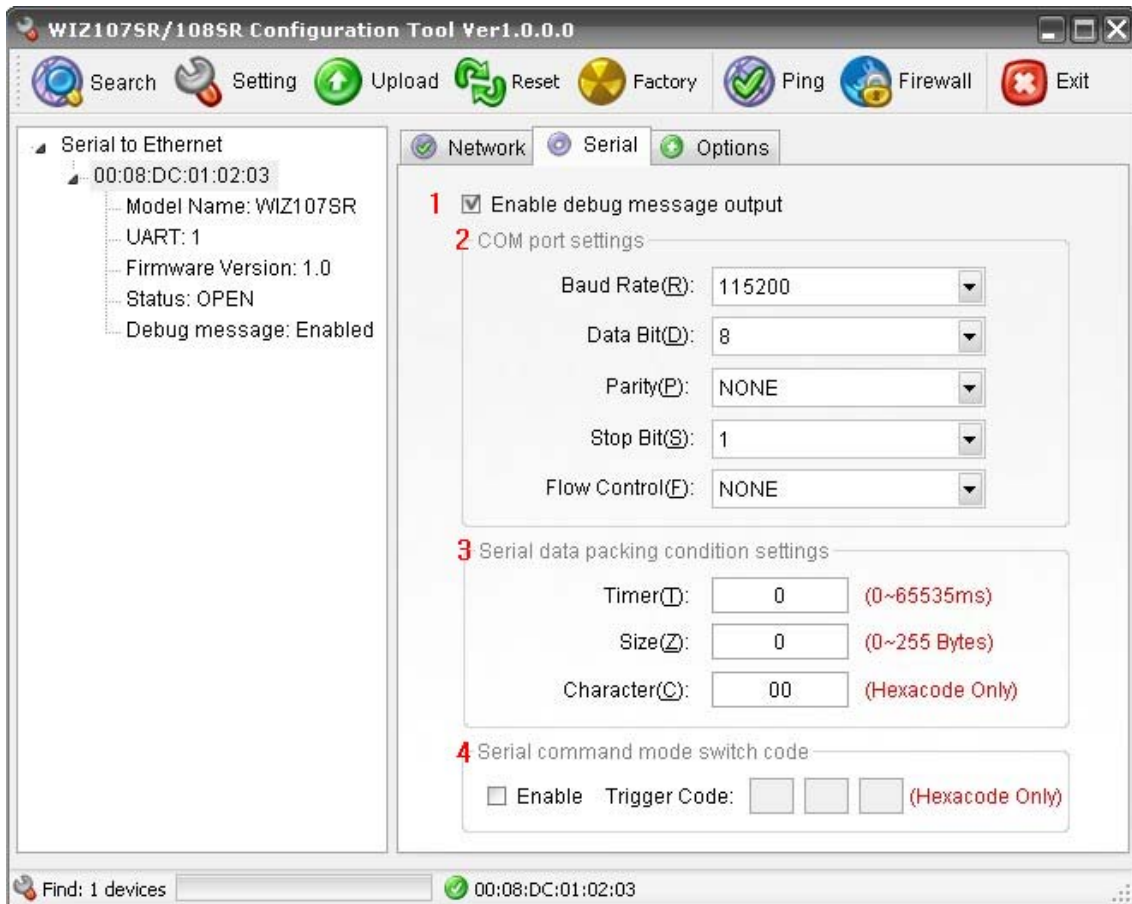 WIZ107SR/108SR Configuration Tool Ver1.0.0.0
Search Setting Upload Reset Factory Ping Firewall Exit
Serial to Ethernet
00:08:DC:01:02:03
Model Name: WIZ107SR
UART: 1
Firmware Version: 1.0
Status: OPEN
Debug message: Enabled
Network Serial Options
1 Enable debug message output
2 COM port settings
Baud Rate(R): 115200
Data Bit(D): 8
Parity(P): NONE
Stop Bit(S): 1
Flow Control(F): NONE
3 Serial data packing condition settings
Timer(T): 0 (0~65535ms)
Size(Z): 0 (0~255 Bytes)
Character(C): 00 (Hexacode Only)
4 Serial command mode switch code
Enable Trigger Code: (Hexacode Only)
Find: 1 devices 00:08:DC:01:02:03